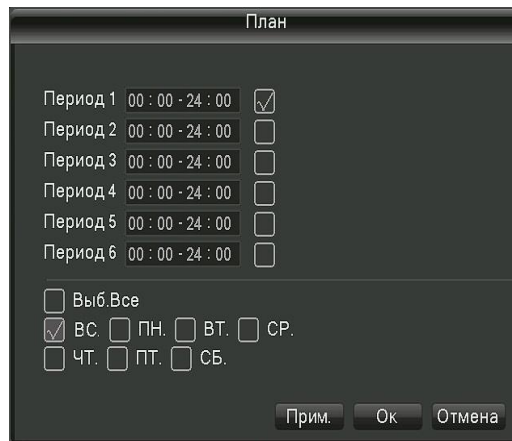 План
Период 1 00 : 00 - 24 : 00
Период 2 00 : 00 - 24 : 00
Период 3 00 : 00 - 24 : 00
Период 4 00 : 00 - 24 : 00
Период 5 00 : 00 - 24 : 00
Период 6 00 : 00 - 24 : 00
Выб.Все
ВС. ПН. ВТ. СР.
ЧТ. ПТ. СБ.
Прим. Ок Отмена